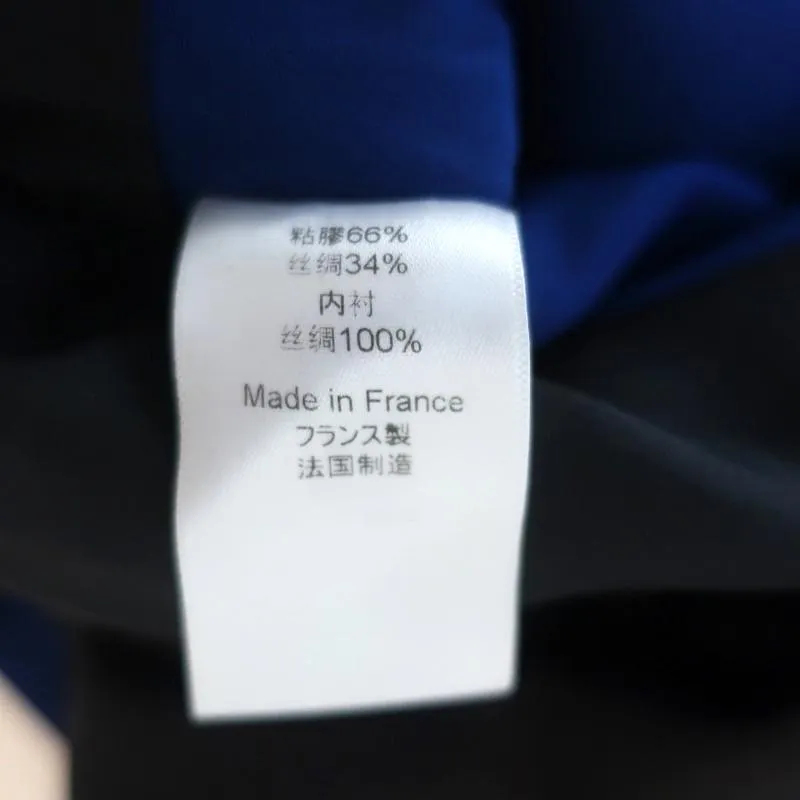 粘膠66%
丝绸34%
内衬
丝绸100%
Made in France
フランス製
法国制造